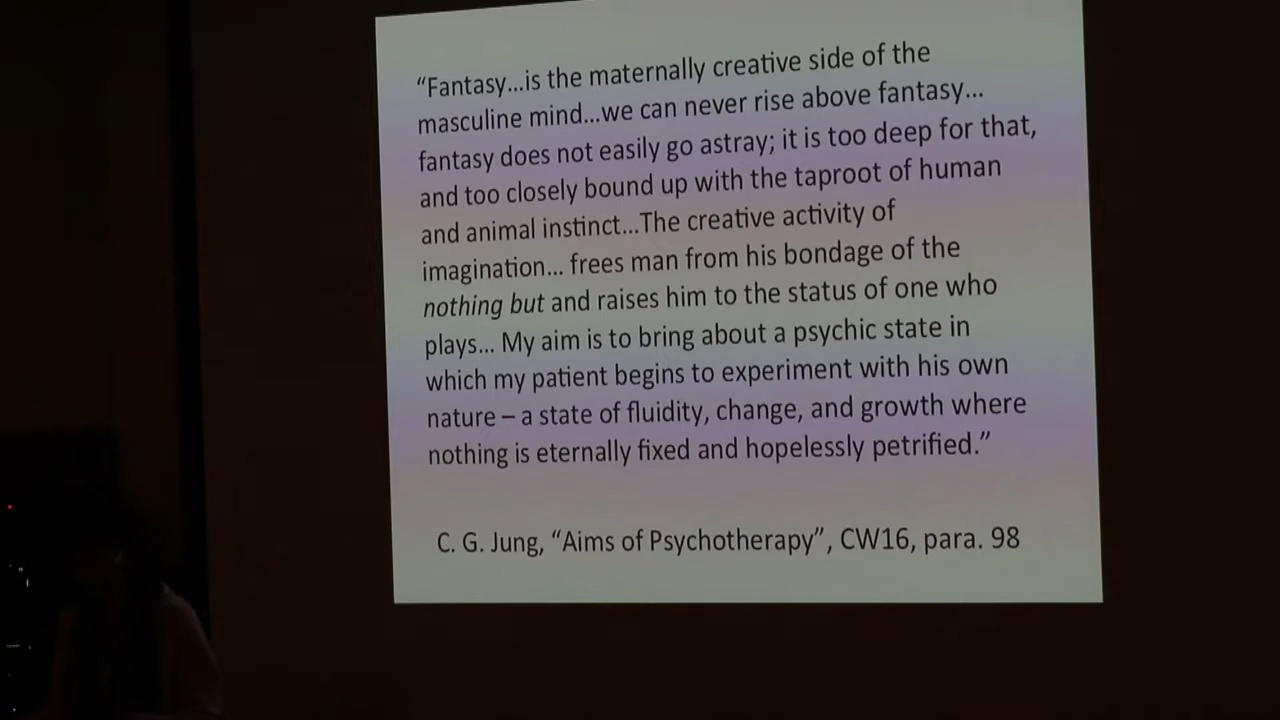 “Fantasy...is the maternally creative side of the
masculine mind...we can never rise above fantasy...
fantasy does not easily go astray; it is too deep for that,
and too closely bound up with the taproot of human
and animal instinct...The creative activity of
imagination... frees man from his bondage of the
nothing but and raises him to the status of one who
plays... My aim is to bring about a psychic state in
which my patient begins to experiment with his own
nature – a state of fluidity, change, and growth where
nothing is eternally fixed and hopelessly petrified.”
C. G. Jung, “Aims of Psychotherapy”, CW16, para. 98